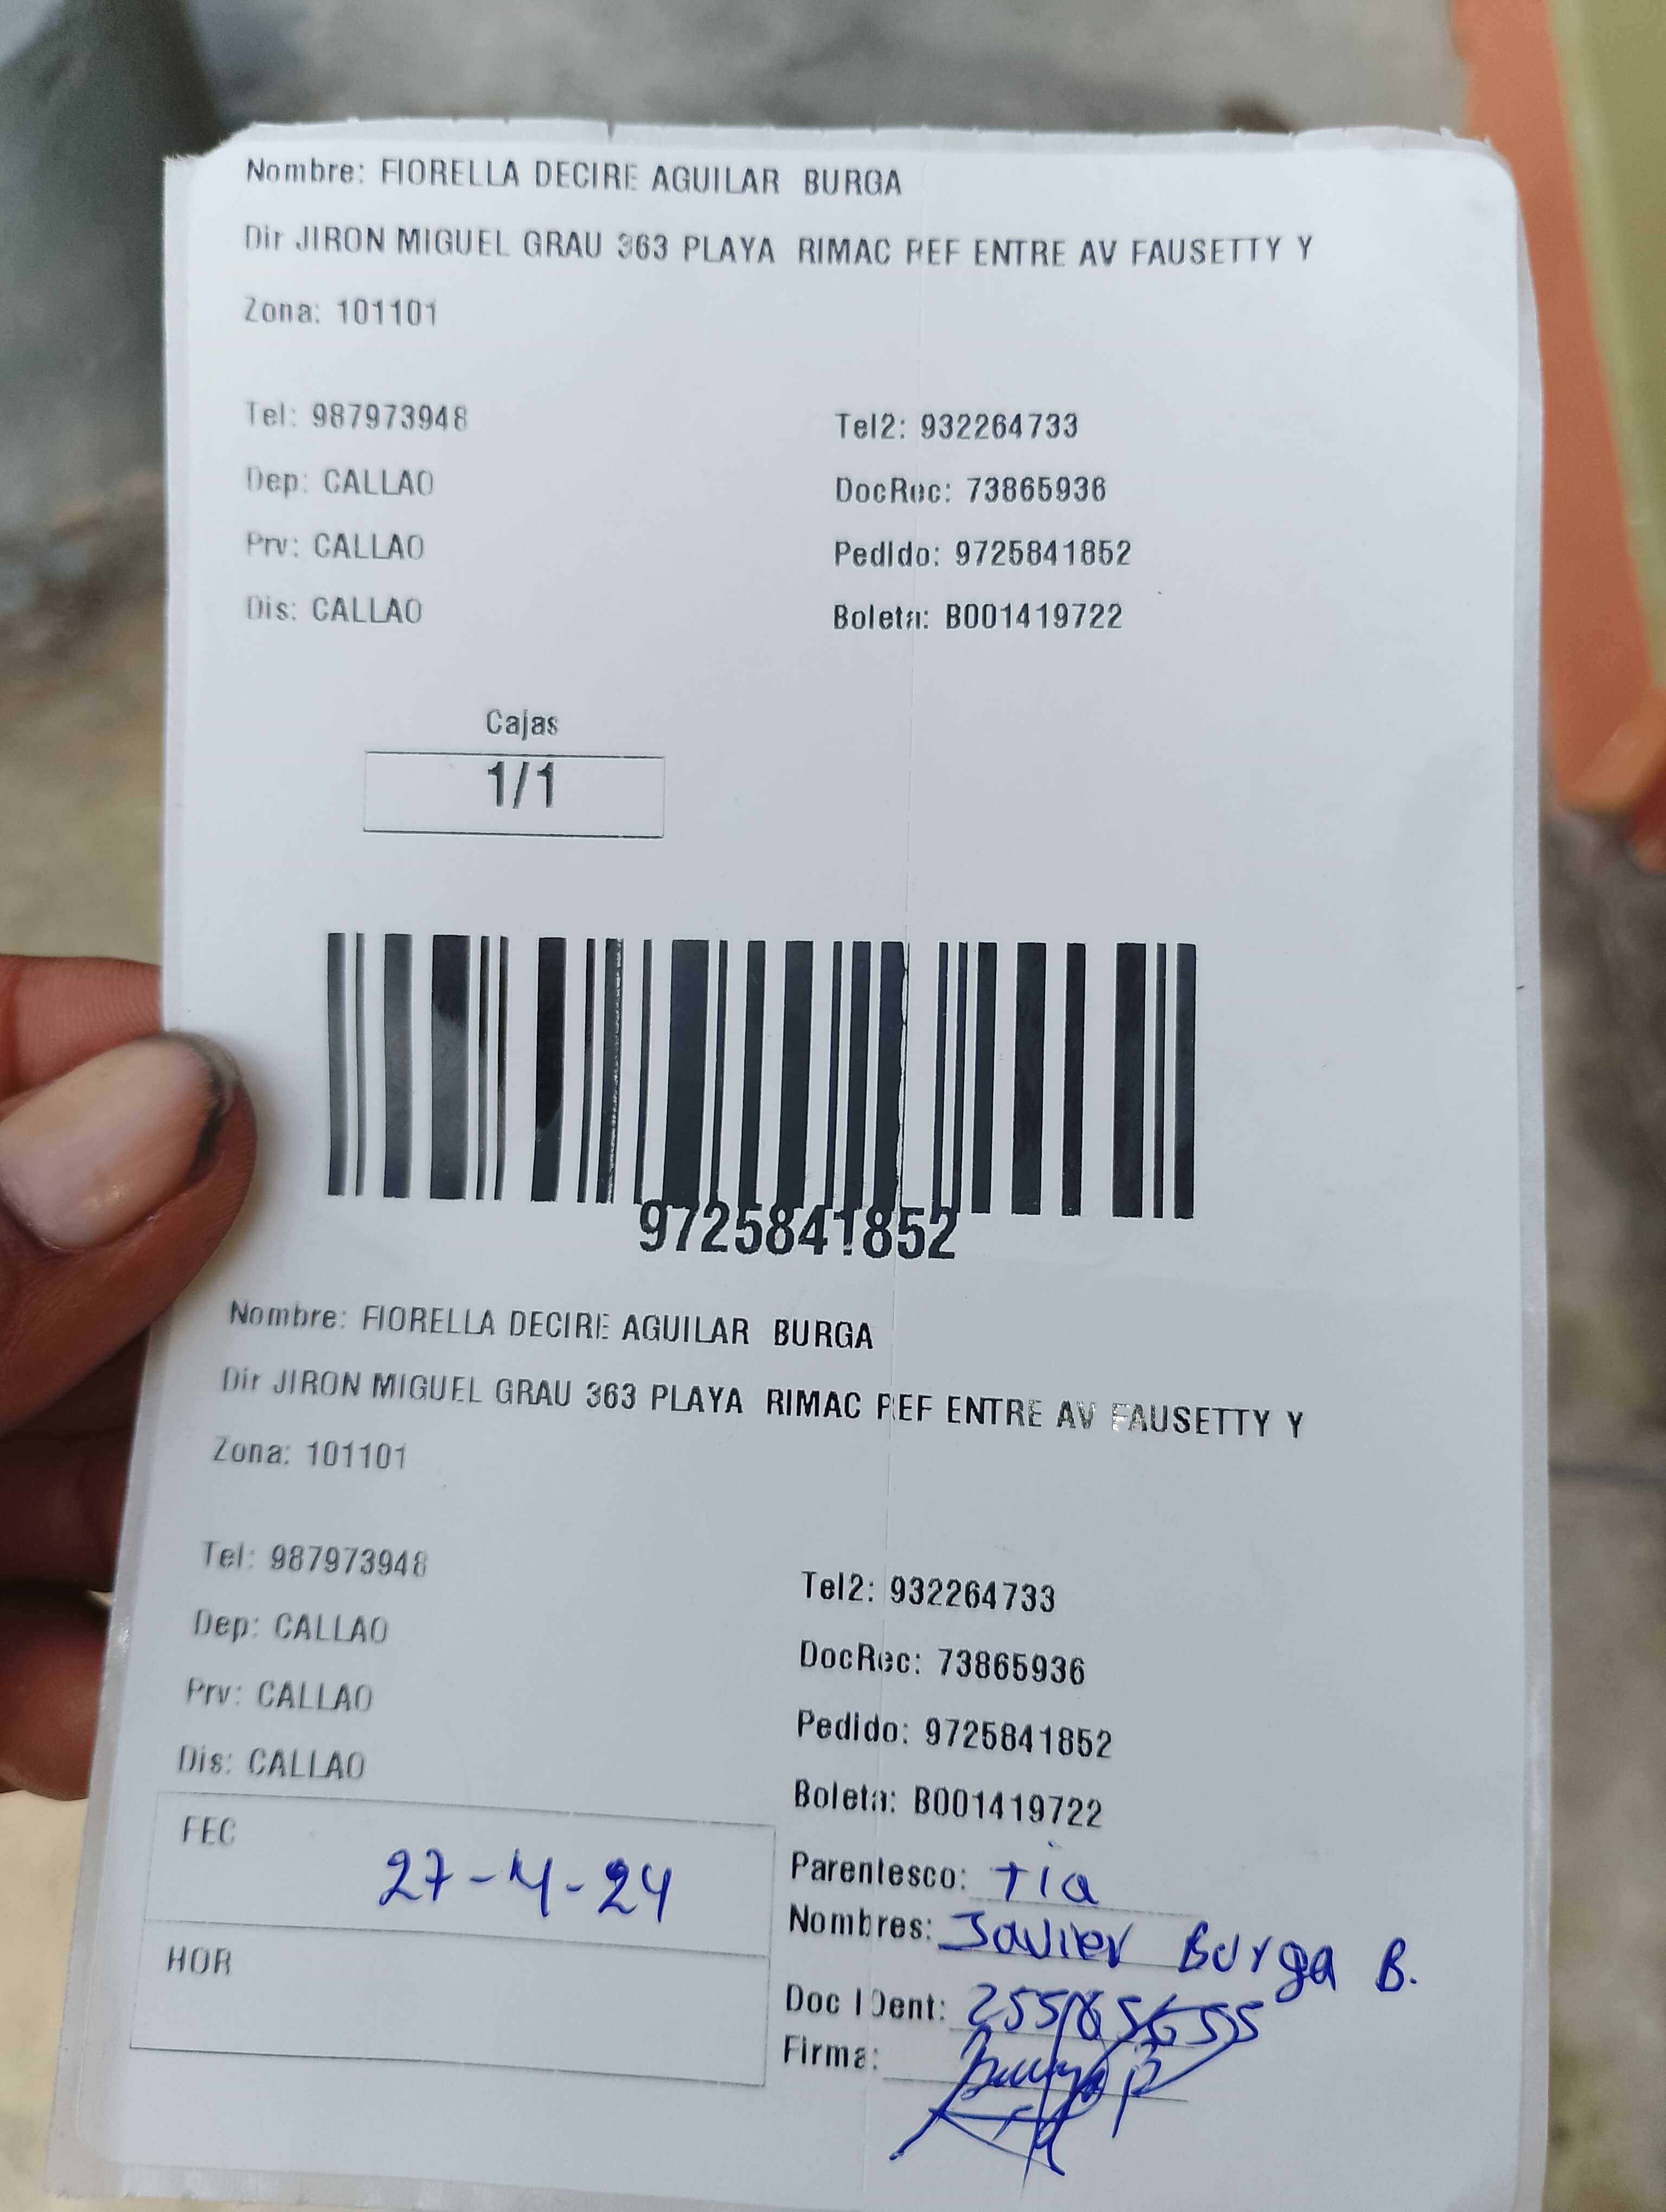 Nombre: FIORELLA DECIRE AGUILAR BURGA
Dir JIRON MIGUEL GRAU 363 PLAYA RIMAC REF ENTRE AV FAUSETTY Y
Zona: 101101
Tel: 987973948 Tel2: 932264733
Dep: CALLAO DocRec: 73865936
Prv: CALLAO Pedido: 9725841852
Dis: CALLAO Boleta: B001419722
Cajas
1/1
9725841852
Nombre: FIORELLA DECIRE AGUILAR BURGA
Dir JIRON MIGUEL GRAU 363 PLAYA RIMAC REF ENTRE AV FAUSETTY Y
Zona: 101101
Tel: 987973948 Tel2: 932264733
Dep: CALLAO DocRec: 73865936
Prv: CALLAO Pedido: 9725841852
Dis: CALLAO Boleta: B001419722
FEC 27-4-24
HOR
Parentesco: tia
Nombres: Javier Burga B.
Doc IDent:
Firma: